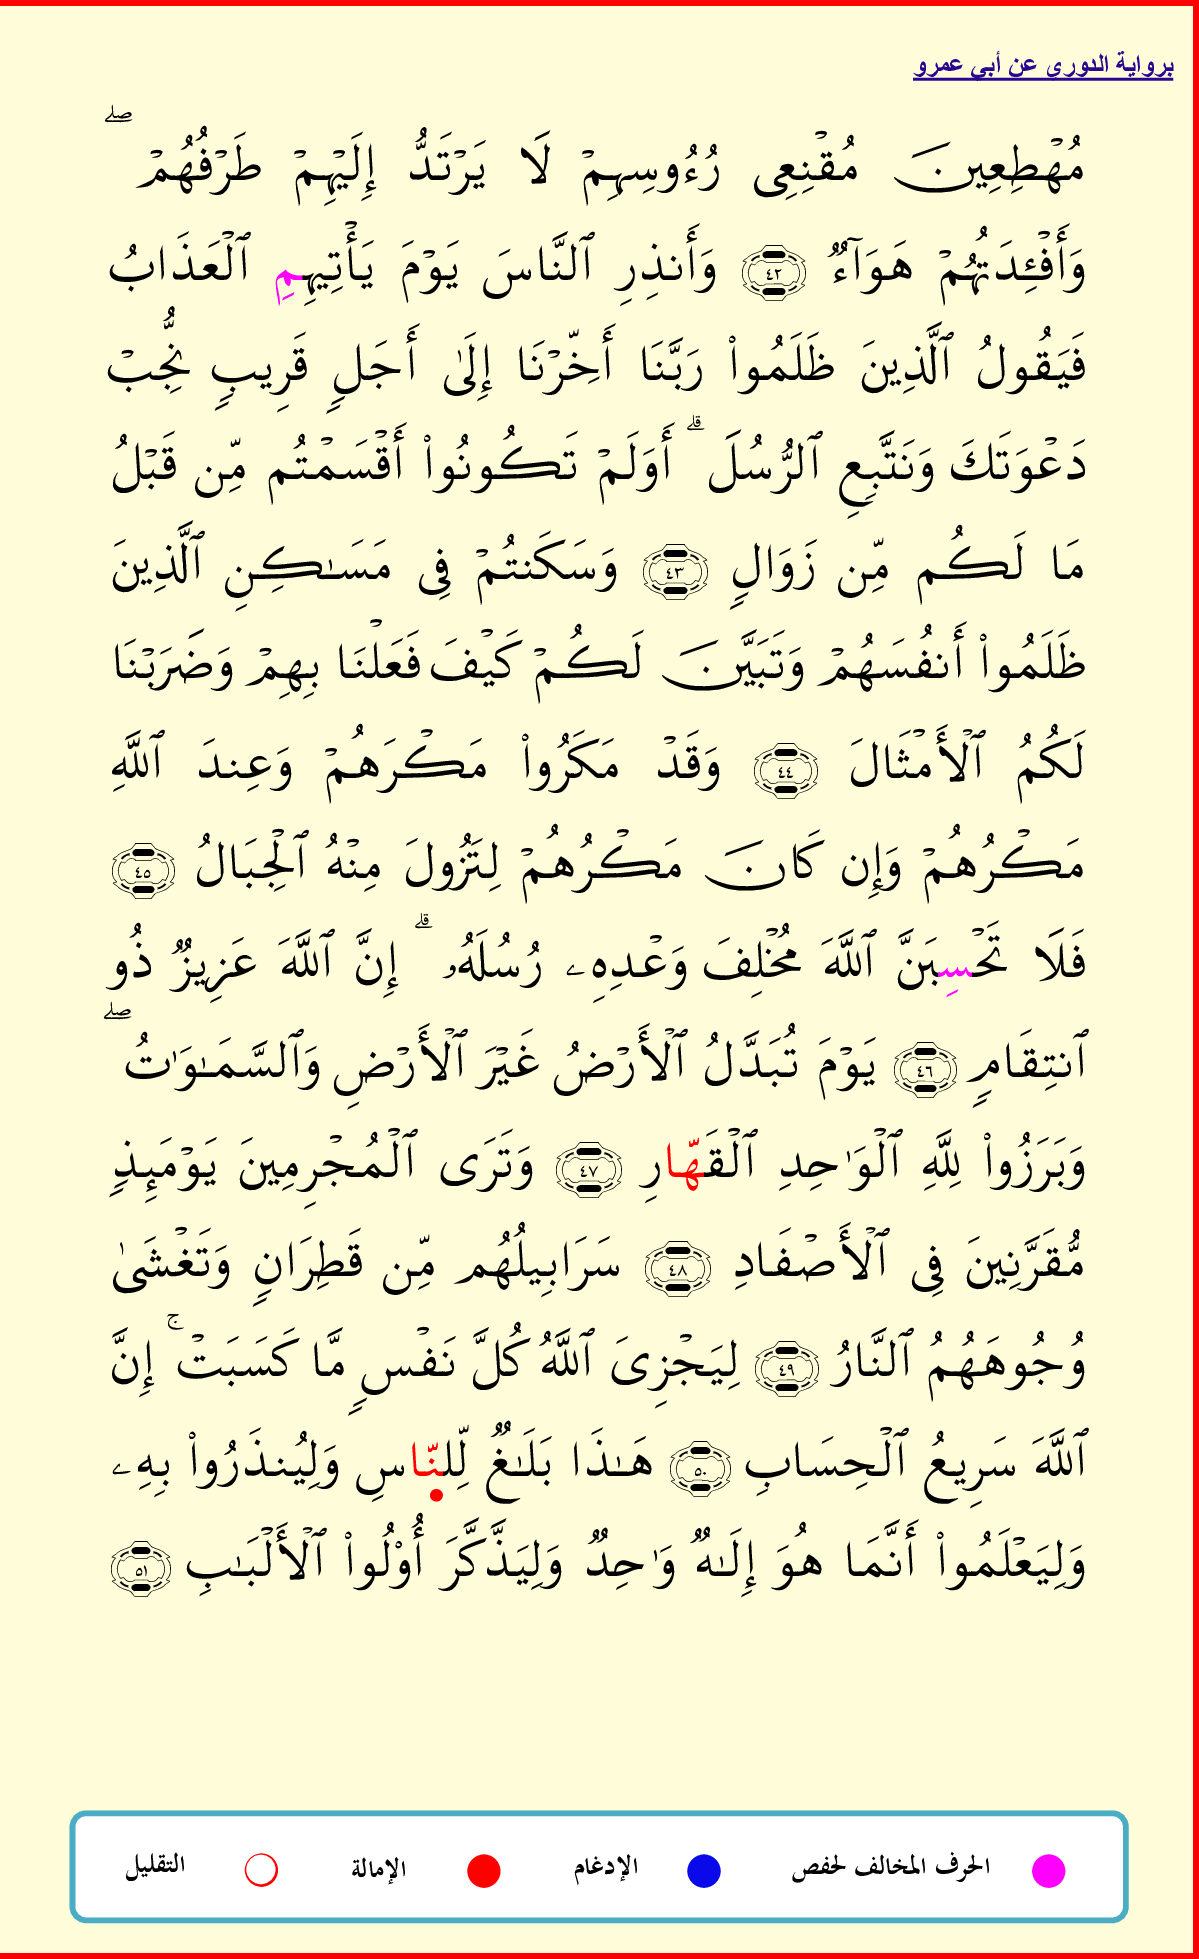 برواية الدورى عن أبى عمرو
مُهْطِعِينَ مُقْنِعِى رُءُوسِهِمْ لَا يَرْتَدُّ إِلَيْهِمْ طَرْفُهُمْ ۖ
وَأَفْـِٔدَتُهُمْ هَوَآءٌ ٤٢ وَأَنذِرِ ٱلنَّاسَ يَوْمَ يَأْتِيهِمِ ٱلْعَذَابُ
فَيَقُولُ ٱلَّذِينَ ظَلَمُوا۟ رَبَّنَا أَخِّرْنَا إِلَىٰ أَجَلٍ قَرِيبٍ نُّجِبْ
دَعْوَتَكَ وَنَتَّبِعِ ٱلرُّسُلَ ۗ أَوَلَمْ تَكُونُوا۟ أَقْسَمْتُم مِّن قَبْلُ
مَا لَكُم مِّن زَوَالٍ ٤٣ وَسَكَنتُمْ فِى مَسَـٰكِنِ ٱلَّذِينَ
ظَلَمُوا۟ أَنفُسَهُمْ وَتَبَيَّنَ لَكُمْ كَيْفَ فَعَلْنَا بِهِمْ وَضَرَبْنَا
لَكُمُ ٱلْأَمْثَالَ ٤٤ وَقَدْ مَكَرُوا۟ مَكْرَهُمْ وَعِندَ ٱللَّهِ
مَكْرُهُمْ وَإِن كَانَ مَكْرُهُمْ لِتَزُولَ مِنْهُ ٱلْجِبَالُ ٤٥
فَلَا تَحْسِبَنَّ ٱللَّهَ مُخْلِفَ وَعْدِهِۦ رُسُلَهُۥ ۗ إِنَّ ٱللَّهَ عَزِيزٌ ذُو
ٱنتِقَامٍ ٤٦ يَوْمَ تُبَدَّلُ ٱلْأَرْضُ غَيْرَ ٱلْأَرْضِ وَٱلسَّمَـٰوَٰتُ ۖ
وَبَرَزُوا۟ لِلَّهِ ٱلْوَٰحِدِ ٱلْقَهَّارِ ٤٧ وَتَرَى ٱلْمُجْرِمِينَ يَوْمَئِذٍ
مُّقَرَّنِينَ فِى ٱلْأَصْفَادِ ٤٨ سَرَابِيلُهُم مِّن قَطِرَانٍ وَتَغْشَىٰ
وُجُوهَهُمُ ٱلنَّارُ ٤٩ لِيَجْزِىَ ٱللَّهُ كُلَّ نَفْسٍ مَّا كَسَبَتْ ۚ إِنَّ
ٱللَّهَ سَرِيعُ ٱلْحِسَابِ ٥٠ هَـٰذَا بَلَـٰغٌ لِّلنَّاسِ وَلِيُنذَرُوا۟ بِهِۦ
وَلِيَعْلَمُوا۟ أَنَّمَا هُوَ إِلَـٰهٌ وَٰحِدٌ وَلِيَذَّكَّرَ أُو۟لُوا۟ ٱلْأَلْبَـٰبِ ٥١
الحرف المخالف لحفص الإدغام الإمالة التقليل